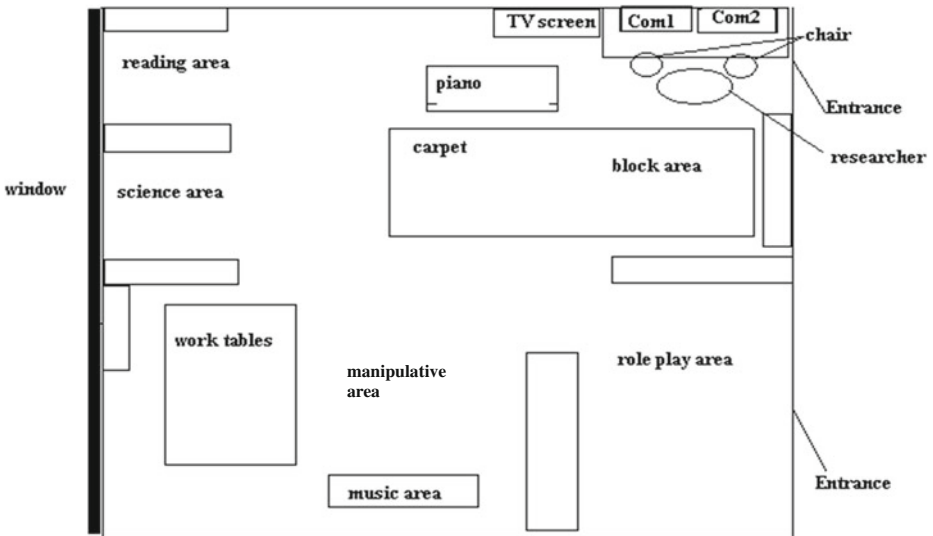 TV screen
Com1
Com2
chair
reading area
piano
Entrance
carpet
block area
researcher
window
science area
work tables
manipulative
area
role play area
music area
Entrance